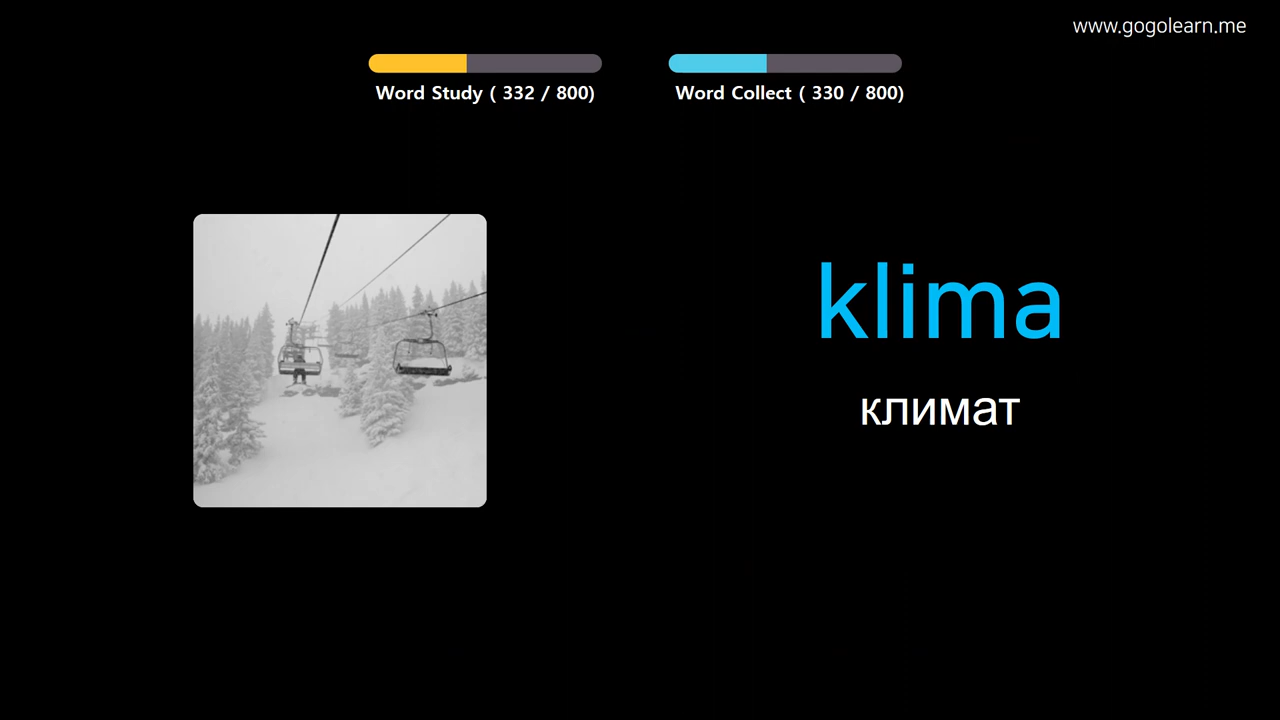 www.gogolearn.me
Word Study ( 332 / 800)
Word Collect ( 330 / 800)
klima
климат